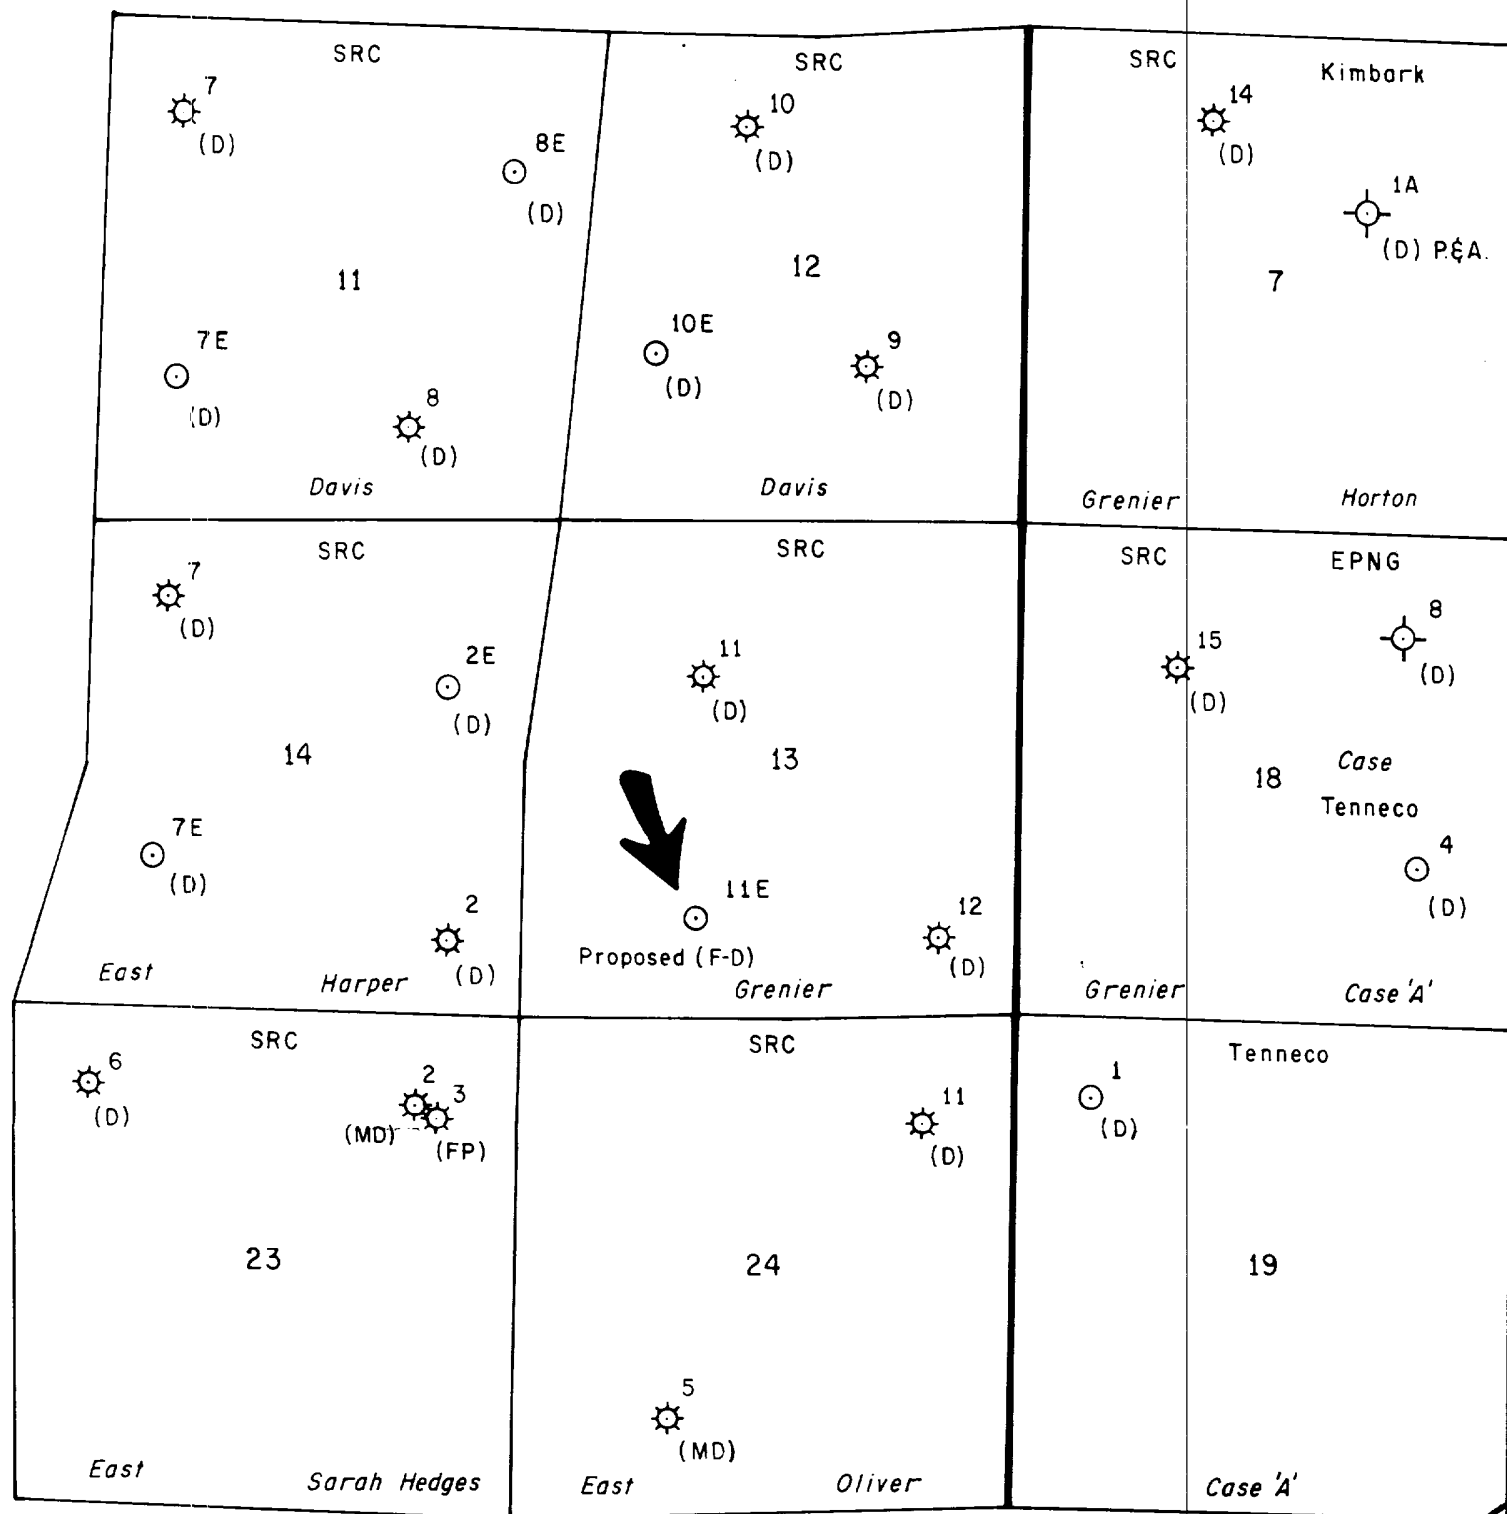 SRC
7
(D)
8E
(D)
11
7E
(D)
8
(D)
Davis
SRC
10
(D)
12
10E
(D)
9
(D)
Davis
SRC
Kimbark
14
(D)
1A
(D) P.&A.
7
Grenier
Horton
SRC
7
(D)
2E
(D)
14
7E
(D)
2
(D)
East
Harper
SRC
11
(D)
13
11E
Proposed (F-D)
12
(D)
Grenier
SRC
EPNG
8
(D)
15
(D)
Case
18
Tenneco
4
(D)
Grenier
Case 'A'
SRC
6
(D)
2
3
(MD)
(FP)
23
East
Sarah Hedges
SRC
11
(D)
24
5
(MD)
East
Oliver
Tenneco
1
(D)
19
Case 'A'